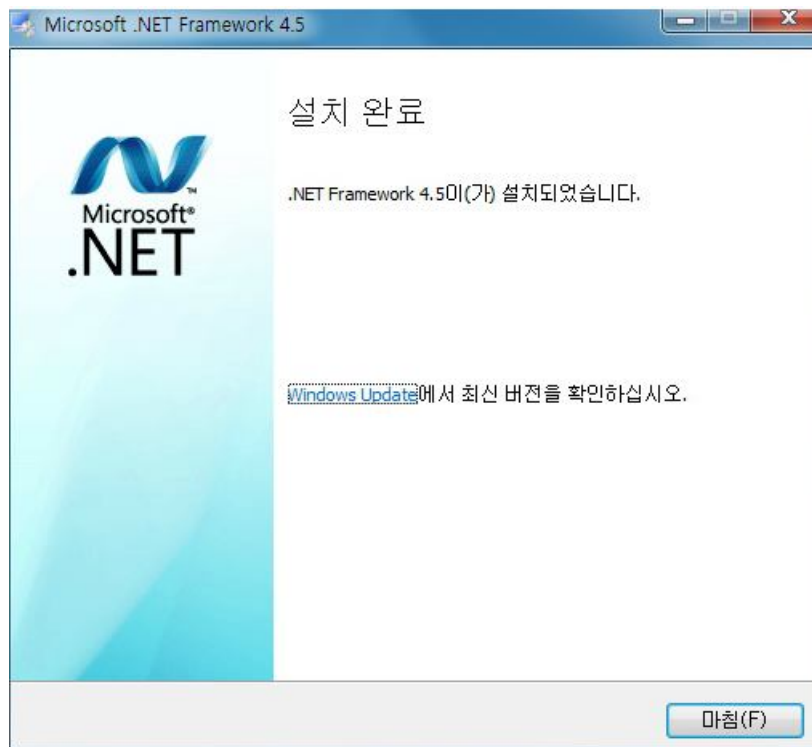 Microsoft .NET Framework 4.5
설치 완료
.NET Framework 4.5이(가) 설치되었습니다.
Microsoft®
.NET
Windows Update에서 최신 버전을 확인하십시오.
마침(F)